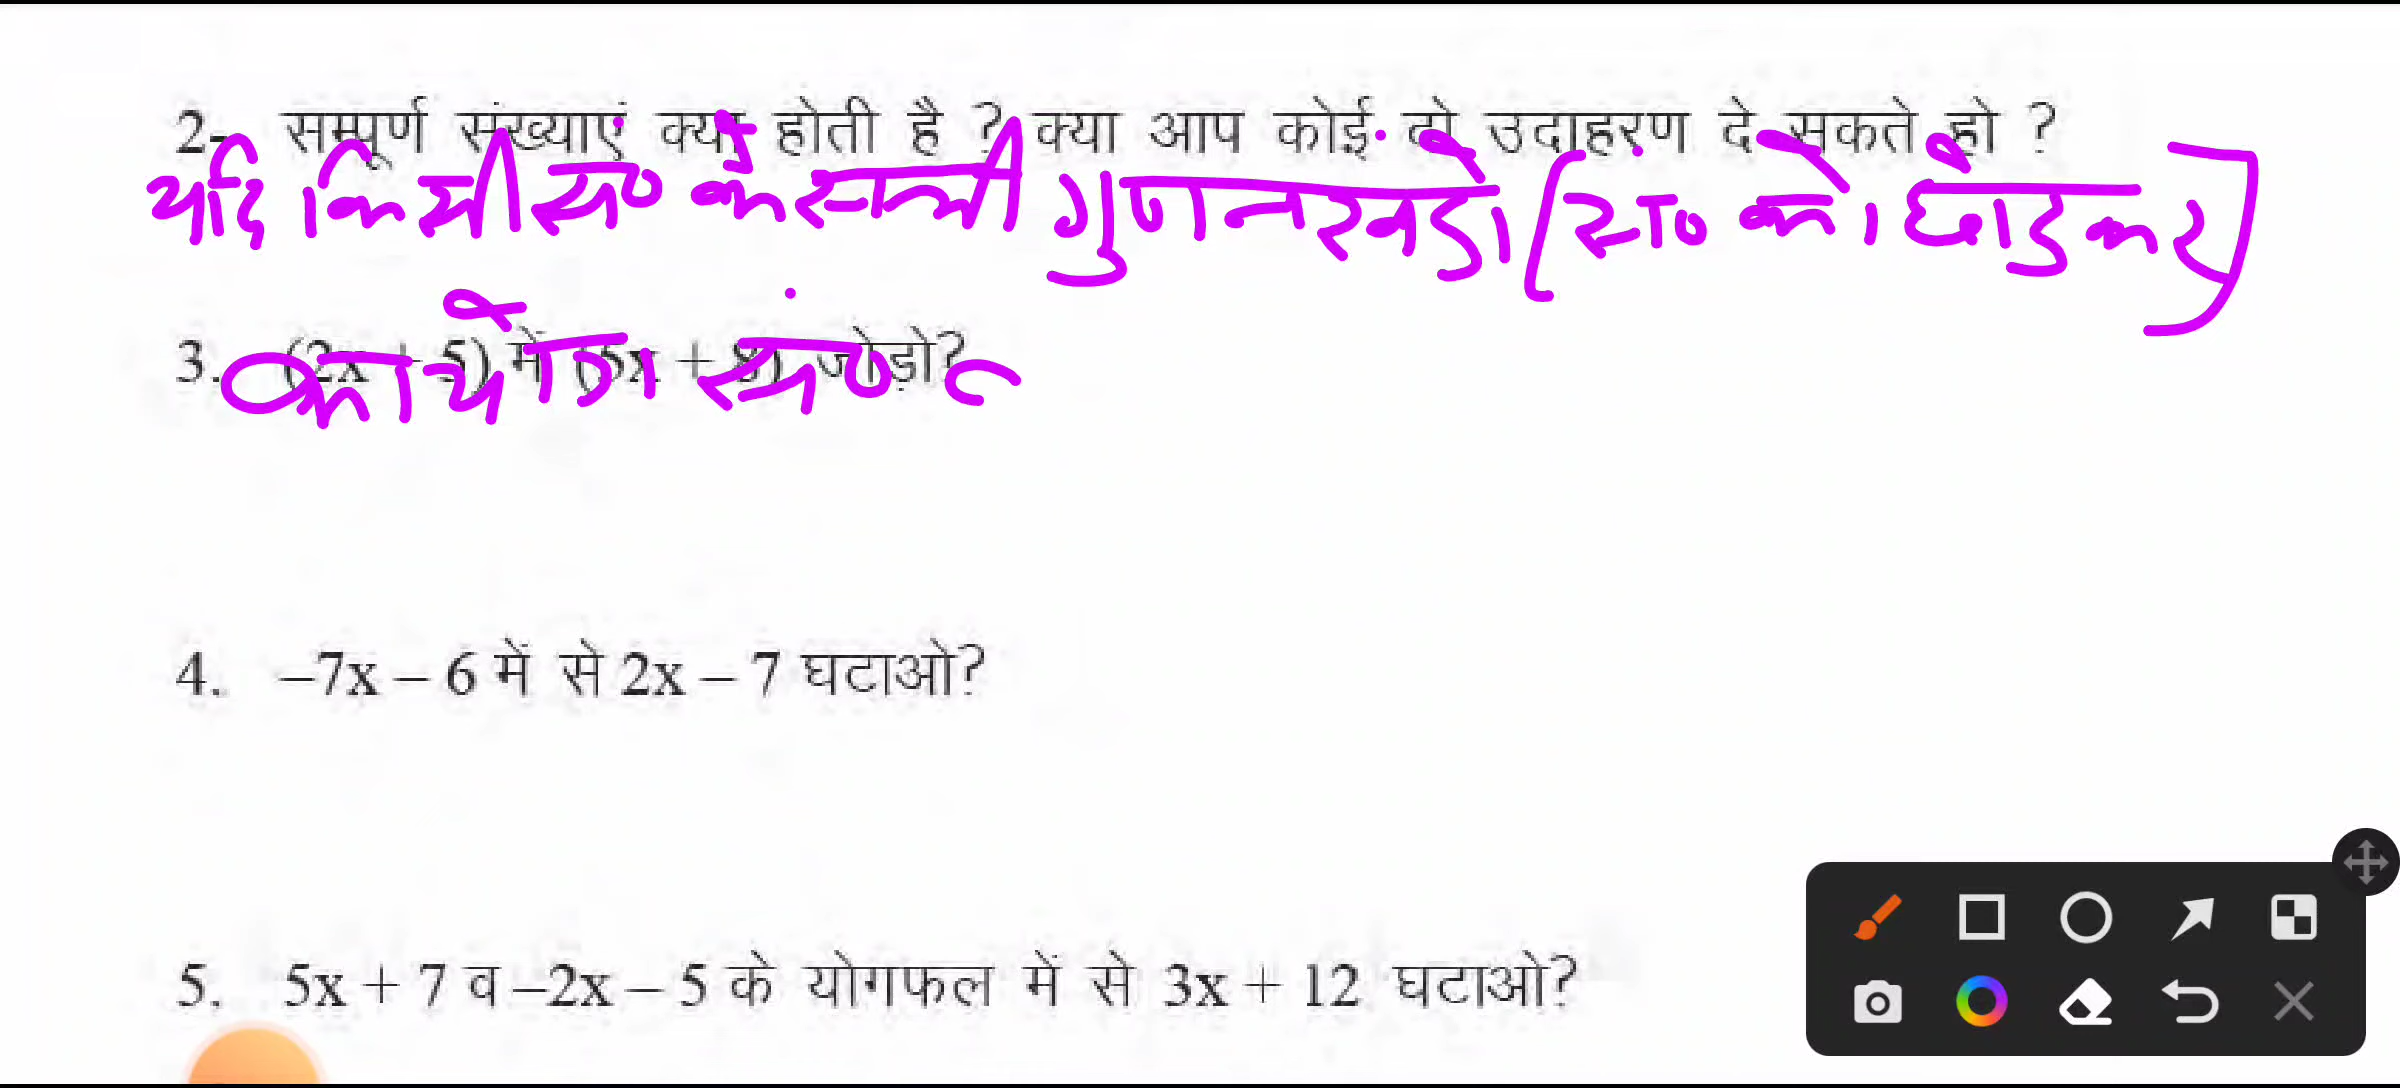 2- सम्पूर्ण संख्याएं क्या होती है ? क्या आप कोई दो उदाहरण दे सकते हो ?
यदि किसी सं० के सभी गुणनखंडो (सं० को छोडकर)
3. (2x + 5) में (5x + 8) जोड़ो?
का योग सं०
4. –7x – 6 में से 2x – 7 घटाओ?
5. 5x + 7 व –2x – 5 के योगफल में से 3x + 12 घटाओ?